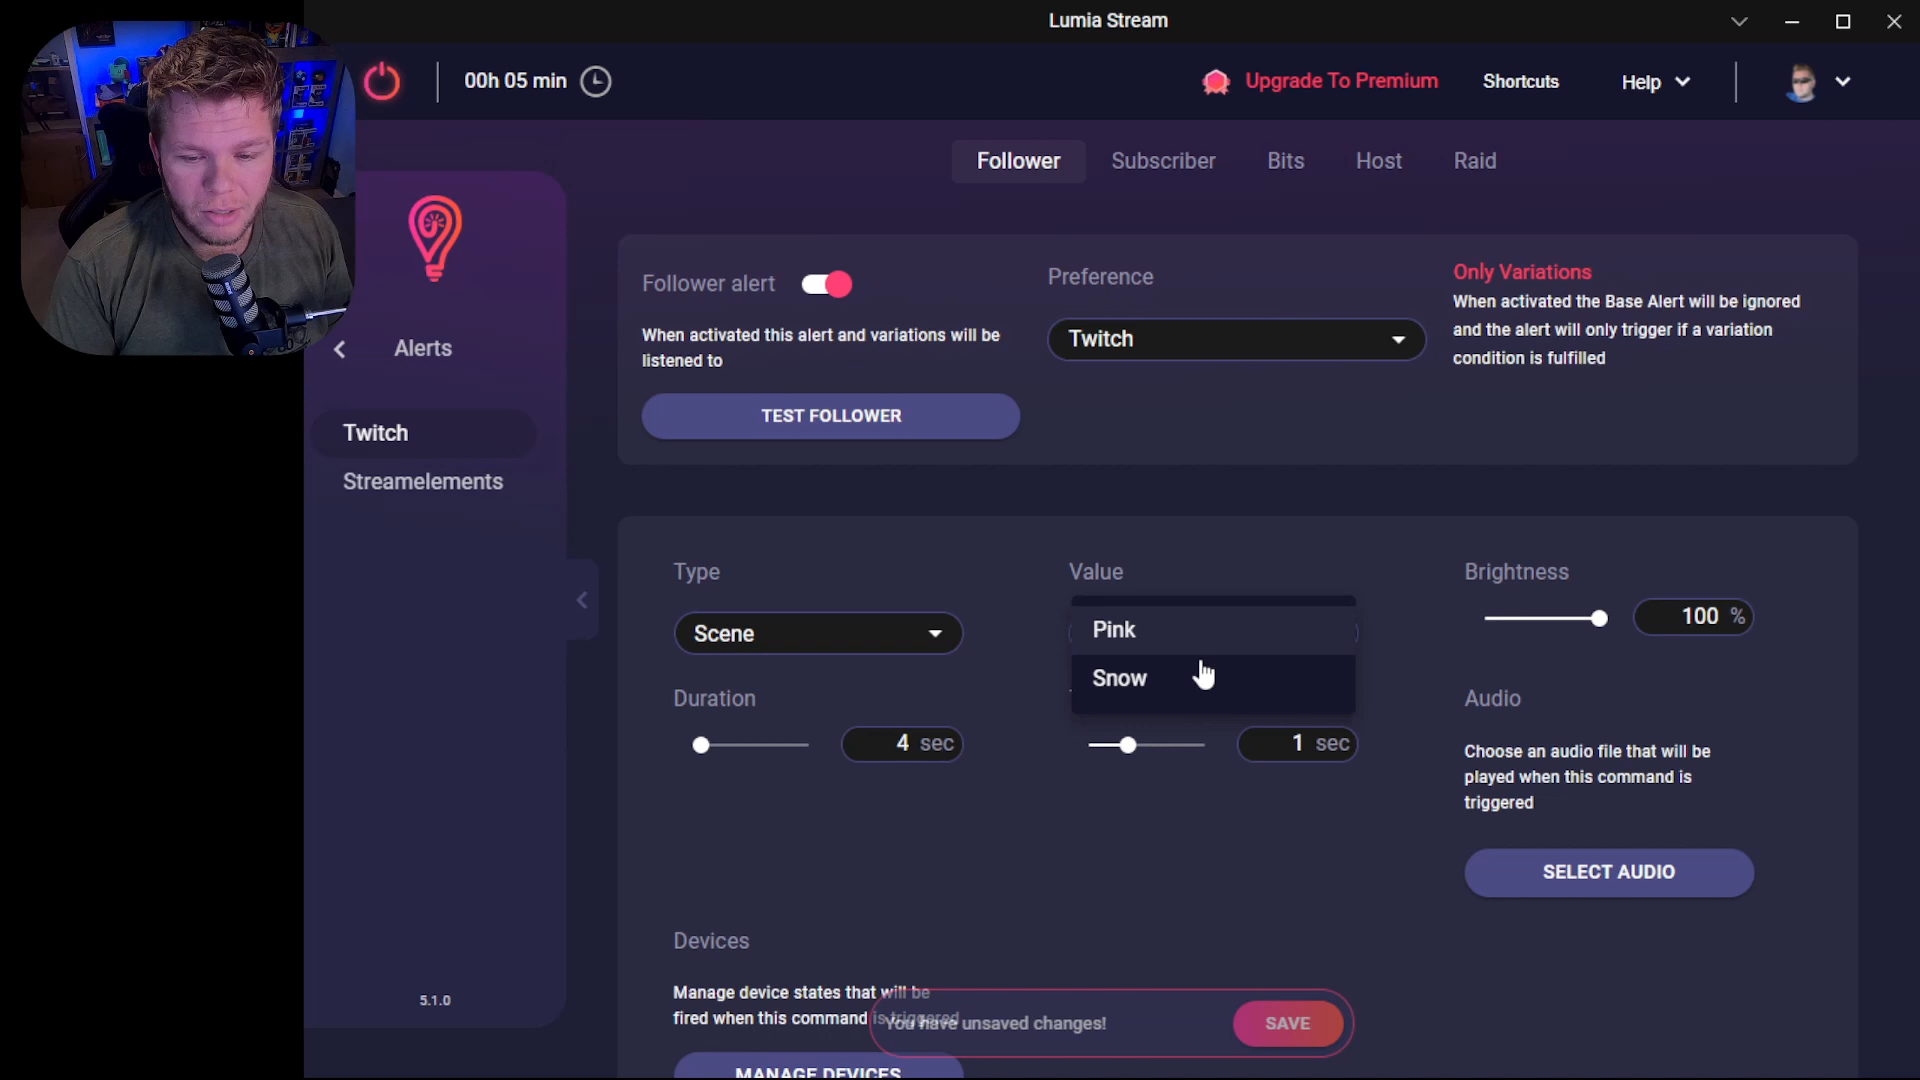 Lumia Stream
00h 05 min
Upgrade To Premium
Shortcuts
Help
Follower
Subscriber
Bits
Host
Raid
Alerts
Twitch
Streamelements
5.1.0
Follower alert
When activated this alert and variations will be
listened to
TEST FOLLOWER
Preference
Twitch
Only Variations
When activated the Base Alert will be ignored
and the alert will only trigger if a variation
condition is fulfilled
Type
Scene
Value
Pink
Snow
Brightness
100 %
Duration
4 sec
1 sec
Audio
Choose an audio file that will be
played when this command is
triggered
SELECT AUDIO
Devices
Manage device states that will be
fired when this command is triggered
You have unsaved changes!
SAVE
MANAGE DEVICES